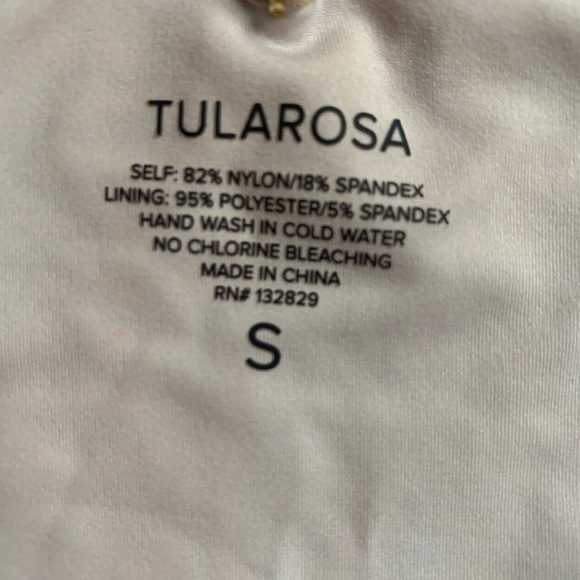 TULAROSA
SELF: 82% NYLON/18% SPANDEX
LINING: 95% POLYESTER/5% SPANDEX
HAND WASH IN COLD WATER
NO CHLORINE BLEACHING
MADE IN CHINA
RN# 132829
S